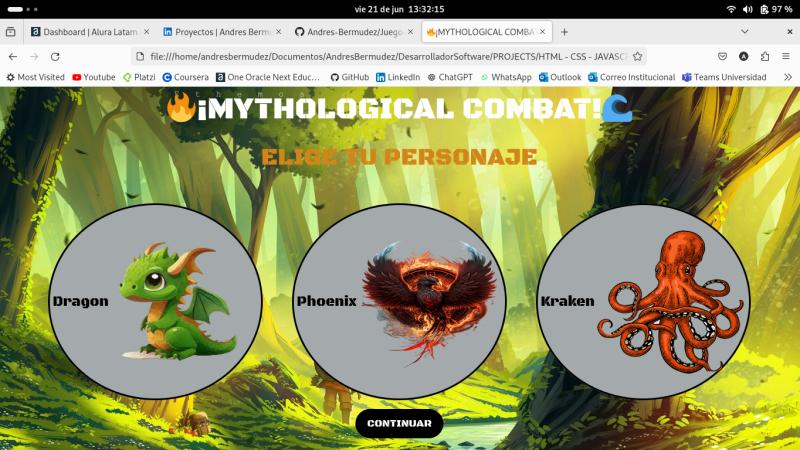 vie 21 de jun 13:32:15
97 %
Dashboard | Alura Latam
Proyectos | Andres Bermu
Andres-Bermudez/Juego
🔥¡MYTHOLOGICAL COMBA
file:///home/andresbermudez/Documentos/AndresBermudez/DesarrolladorSoftware/PROJECTS/HTML - CSS - JAVASC
Most Visited
Youtube
Platzi
Coursera
One Oracle Next Educ...
GitHub
LinkedIn
ChatGPT
WhatsApp
Outlook
Correo Institucional
Teams Universidad
🔥¡MYTHOLOGICAL COMBAT!🌊
ELIGE TU PERSONAJE
Dragon
Phoenix
Kraken
CONTINUAR